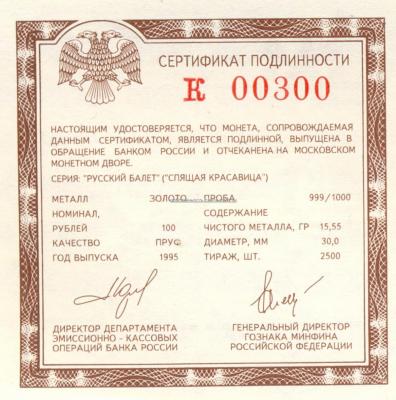 СЕРТИФИКАТ ПОДЛИННОСТИ
К 00300
НАСТОЯЩИМ УДОСТОВЕРЯЕТСЯ, ЧТО МОНЕТА, СОПРОВОЖДАЕМАЯ
ДАННЫМ СЕРТИФИКАТОМ, ЯВЛЯЕТСЯ ПОДЛИННОЙ, ВЫПУЩЕНА В
ОБРАЩЕНИЕ БАНКОМ РОССИИ И ОТЧЕКАНЕНА НА МОСКОВСКОМ
МОНЕТНОМ ДВОРЕ.
СЕРИЯ: "РУССКИЙ БАЛЕТ" ("СПЯЩАЯ КРАСАВИЦА")
МЕТАЛЛ ЗОЛОТО ПРОБА 999/1000
НОМИНАЛ, СОДЕРЖАНИЕ
РУБЛЕЙ 100 ЧИСТОГО МЕТАЛЛА, ГР 15,55
КАЧЕСТВО ПРУФ ДИАМЕТР, ММ 30,0
ГОД ВЫПУСКА 1995 ТИРАЖ, ШТ. 2500
ДИРЕКТОР ДЕПАРТАМЕНТА
ЭМИССИОННО - КАССОВЫХ
ОПЕРАЦИЙ БАНКА РОССИИ
ГЕНЕРАЛЬНЫЙ ДИРЕКТОР
ГОЗНАКА МИНФИНА
РОССИЙСКОЙ ФЕДЕРАЦИИ